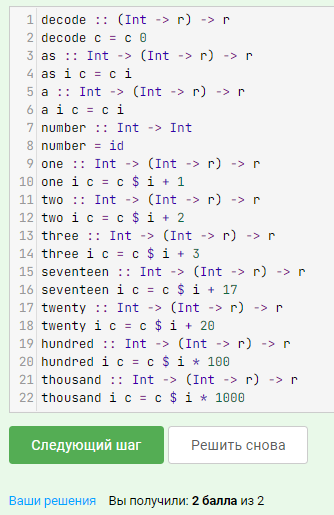 1 decode :: (Int -> r) -> r
2 decode c = c 0
3 as :: Int -> (Int -> r) -> r
4 as i c = c i
5 a :: Int -> (Int -> r) -> r
6 a i c = c i
7 number :: Int -> Int
8 number = id
9 one :: Int -> (Int -> r) -> r
10 one i c = c $ i + 1
11 two :: Int -> (Int -> r) -> r
12 two i c = c $ i + 2
13 three :: Int -> (Int -> r) -> r
14 three i c = c $ i + 3
15 seventeen :: Int -> (Int -> r) -> r
16 seventeen i c = c $ i + 17
17 twenty :: Int -> (Int -> r) -> r
18 twenty i c = c $ i + 20
19 hundred :: Int -> (Int -> r) -> r
20 hundred i c = c $ i * 100
21 thousand :: Int -> (Int -> r) -> r
22 thousand i c = c $ i * 1000
Следующий шаг Решить снова
Ваши решения Вы получили: 2 балла из 2